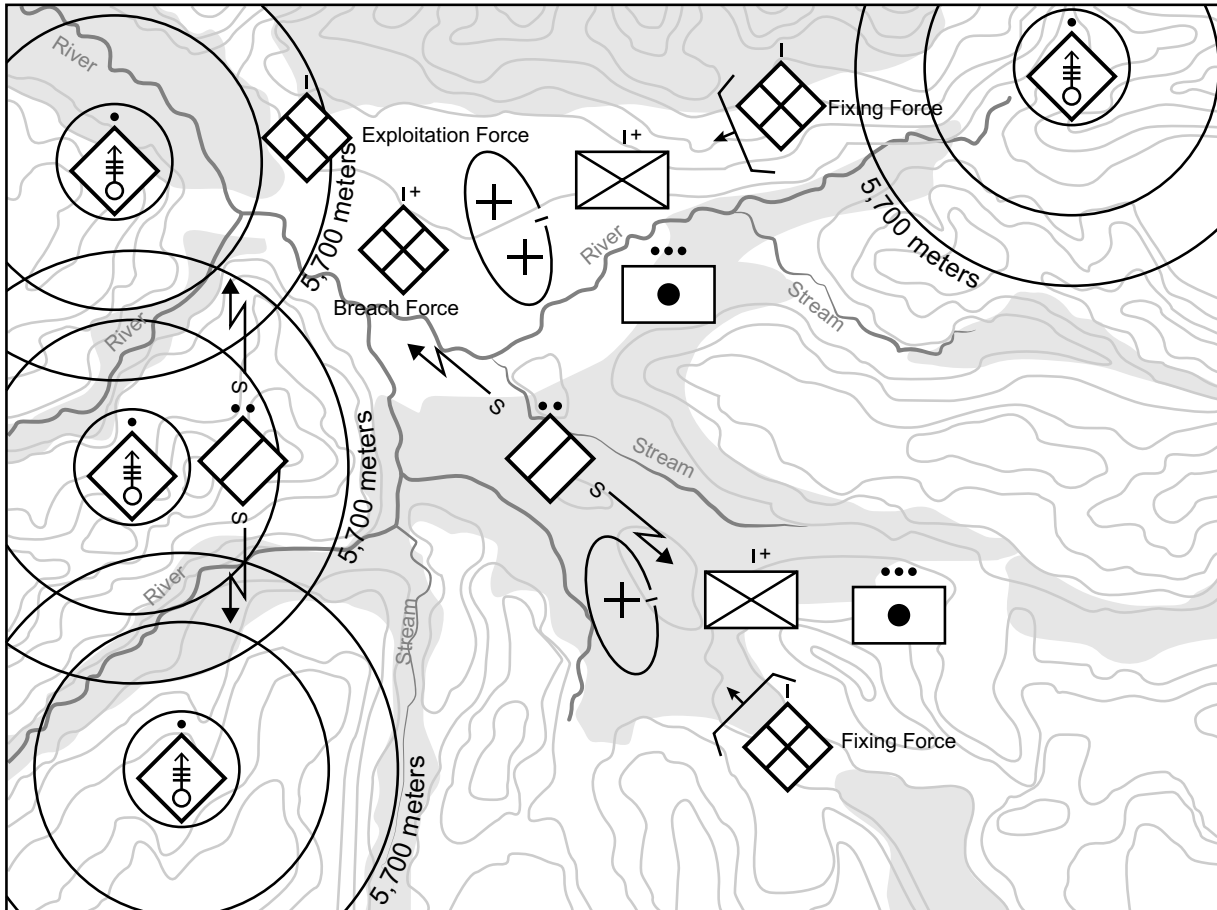 River
Exploitation Force
Fixing Force
5,700 meters
5,700 meters
Breach Force
River
Stream
River
S
S
5,700 meters
Stream
S
S
River
Stream
Fixing Force
5,700 meters